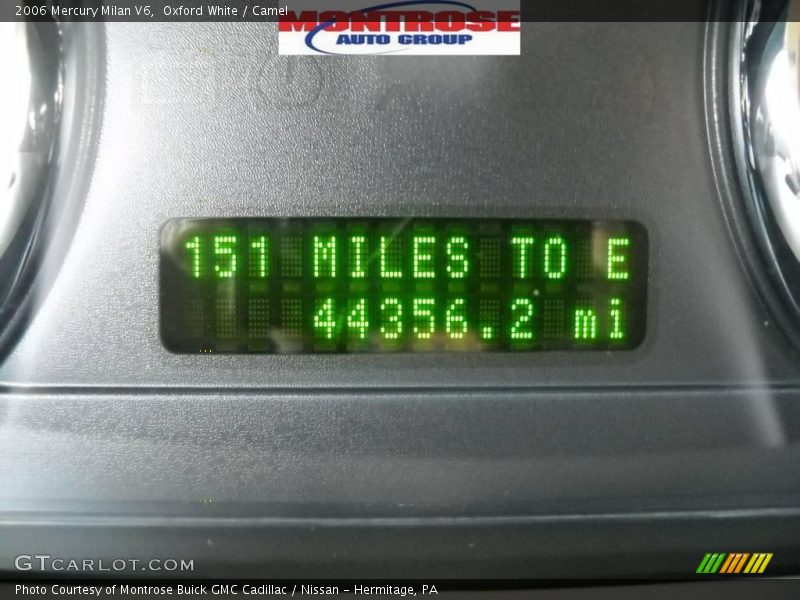 2006 Mercury Milan V6,  Oxford White / Camel
MONTROSE
AUTO GROUP
151 MILES TO E
44356.2 mi
GTCARLOT.COM
Photo Courtesy of Montrose Buick GMC Cadillac / Nissan - Hermitage, PA